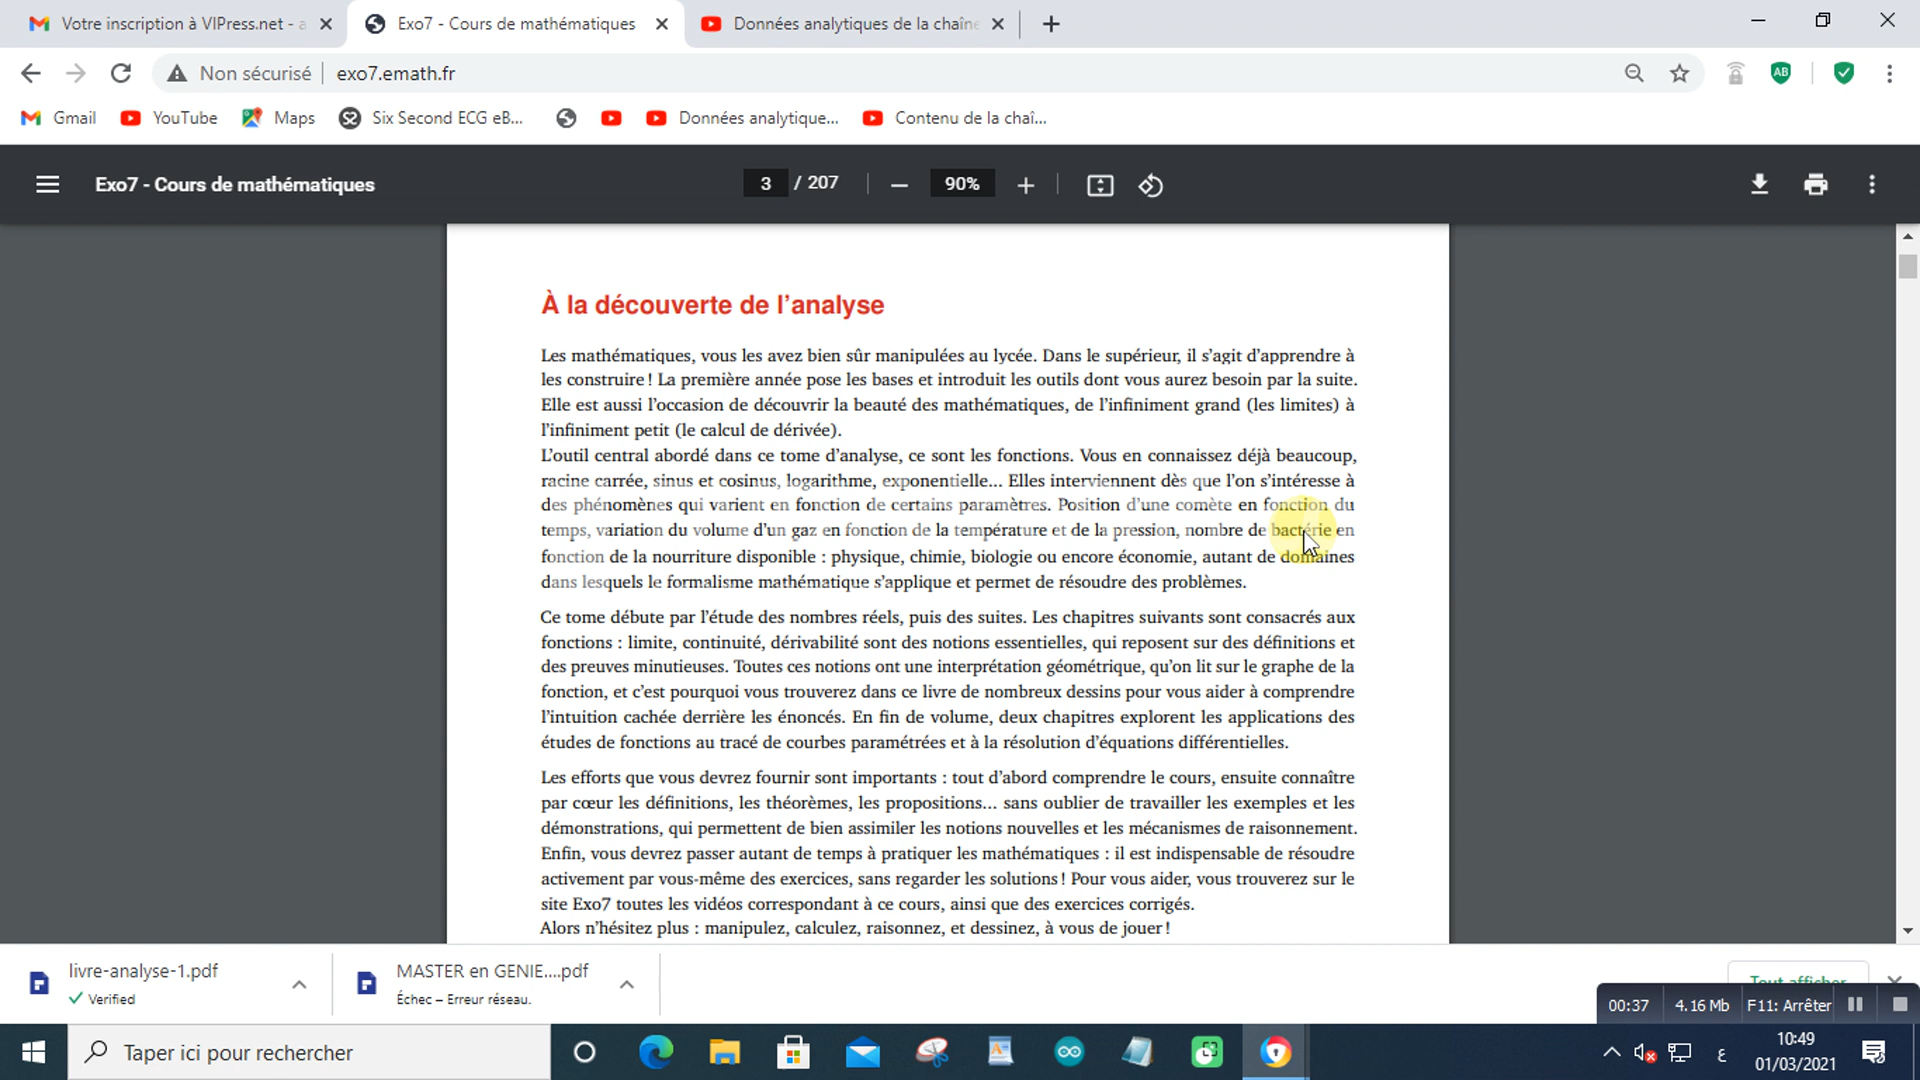 Votre inscription à VIPress.net - a
Exo7 - Cours de mathématiques
Données analytiques de la chaîne
Non sécurisé
exo7.emath.fr
Gmail
YouTube
Maps
Six Second ECG eB...
Données analytique...
Contenu de la chaî...
Exo7 - Cours de mathématiques
3 / 207
90%
À la découverte de l’analyse
Les mathématiques, vous les avez bien sûr manipulées au lycée. Dans le supérieur, il s’agit d’apprendre à
les construire ! La première année pose les bases et introduit les outils dont vous aurez besoin par la suite.
Elle est aussi l’occasion de découvrir la beauté des mathématiques, de l’infiniment grand (les limites) à
l’infiniment petit (le calcul de dérivée).
L’outil central abordé dans ce tome d’analyse, ce sont les fonctions. Vous en connaissez déjà beaucoup,
racine carrée, sinus et cosinus, logarithme, exponentielle... Elles interviennent dès que l’on s’intéresse à
des phénomènes qui varient en fonction de certains paramètres. Position d’une comète en fonction du
temps, variation du volume d’un gaz en fonction de la température et de la pression, nombre de bactérie en
fonction de la nourriture disponible : physique, chimie, biologie ou encore économie, autant de domaines
dans lesquels le formalisme mathématique s’applique et permet de résoudre des problèmes.
Ce tome débute par l’étude des nombres réels, puis des suites. Les chapitres suivants sont consacrés aux
fonctions : limite, continuité, dérivabilité sont des notions essentielles, qui reposent sur des définitions et
des preuves minutieuses. Toutes ces notions ont une interprétation géométrique, qu’on lit sur le graphe de la
fonction, et c’est pourquoi vous trouverez dans ce livre de nombreux dessins pour vous aider à comprendre
l’intuition cachée derrière les énoncés. En fin de volume, deux chapitres explorent les applications des
études de fonctions au tracé de courbes paramétrées et à la résolution d’équations différentielles.
Les efforts que vous devrez fournir sont importants : tout d’abord comprendre le cours, ensuite connaître
par cœur les définitions, les théorèmes, les propositions... sans oublier de travailler les exemples et les
démonstrations, qui permettent de bien assimiler les notions nouvelles et les mécanismes de raisonnement.
Enfin, vous devrez passer autant de temps à pratiquer les mathématiques : il est indispensable de résoudre
activement par vous-même des exercices, sans regarder les solutions ! Pour vous aider, vous trouverez sur le
site Exo7 toutes les vidéos correspondant à ce cours, ainsi que des exercices corrigés.
Alors n’hésitez plus : manipulez, calculez, raisonnez, et dessinez, à vous de jouer !
livre-analyse-1.pdf
Verified
MASTER en GENIE....pdf
Échec – Erreur réseau.
Tout afficher
00:37
4.16 Mb
F11: Arrêter
Taper ici pour rechercher
ع
10:49
01/03/2021